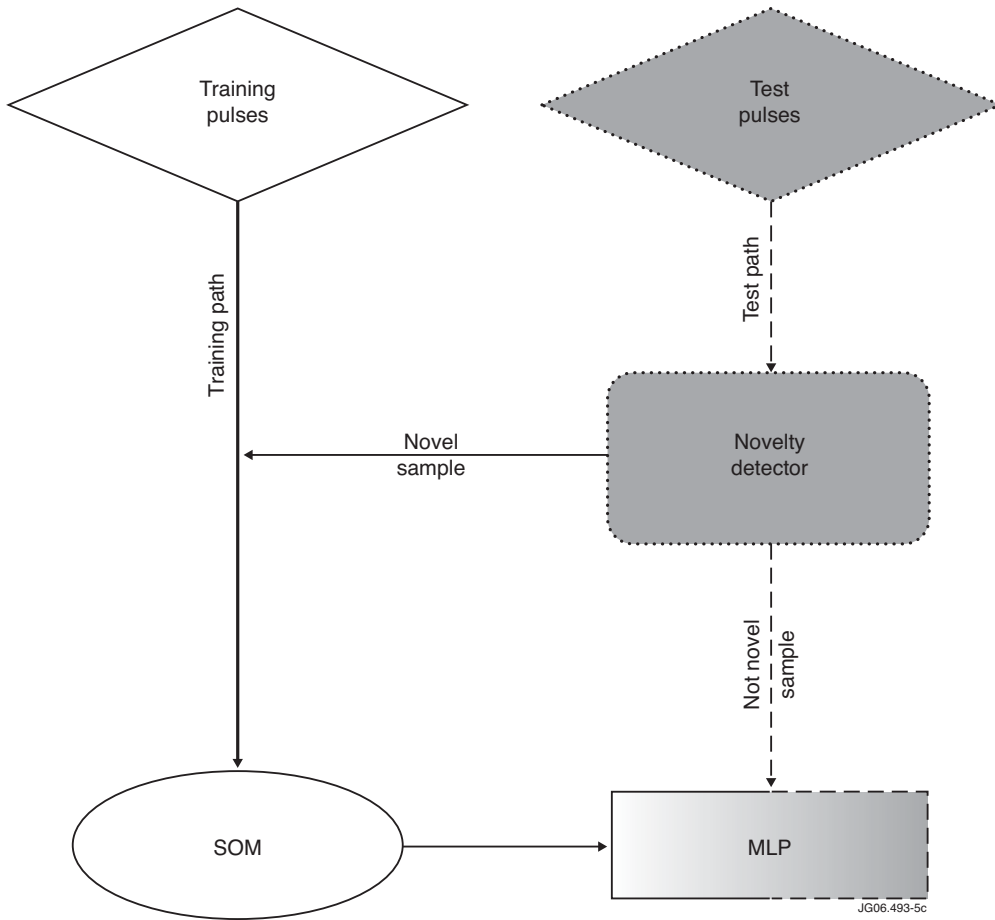 Training
pulses
Test
pulses
Training path
Test path
Novel
sample
Novelty
detector
Not novel
sample
SOM
MLP
JG06.493-5c